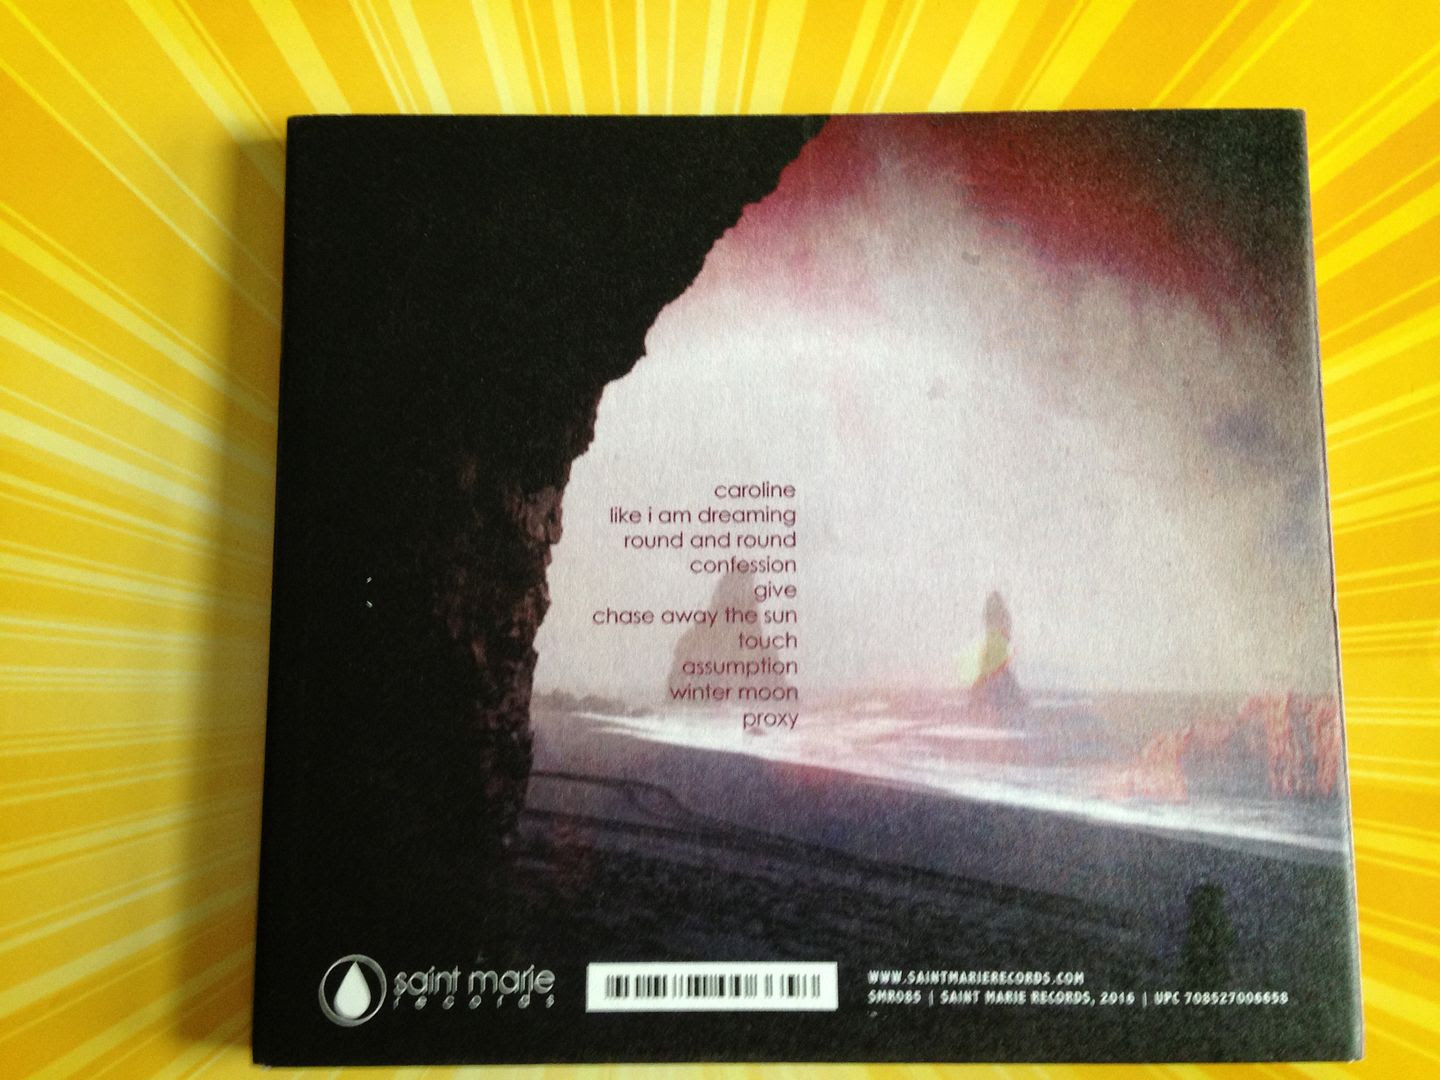 caroline
like i am dreaming
round and round
confession
give
chase away the sun
touch
assumption
winter moon
proxy
saint marie
records
WWW.SAINTMARIERECORDS.COM
SMR085 | SAINT MARIE RECORDS, 2016 | UPC 708527006658